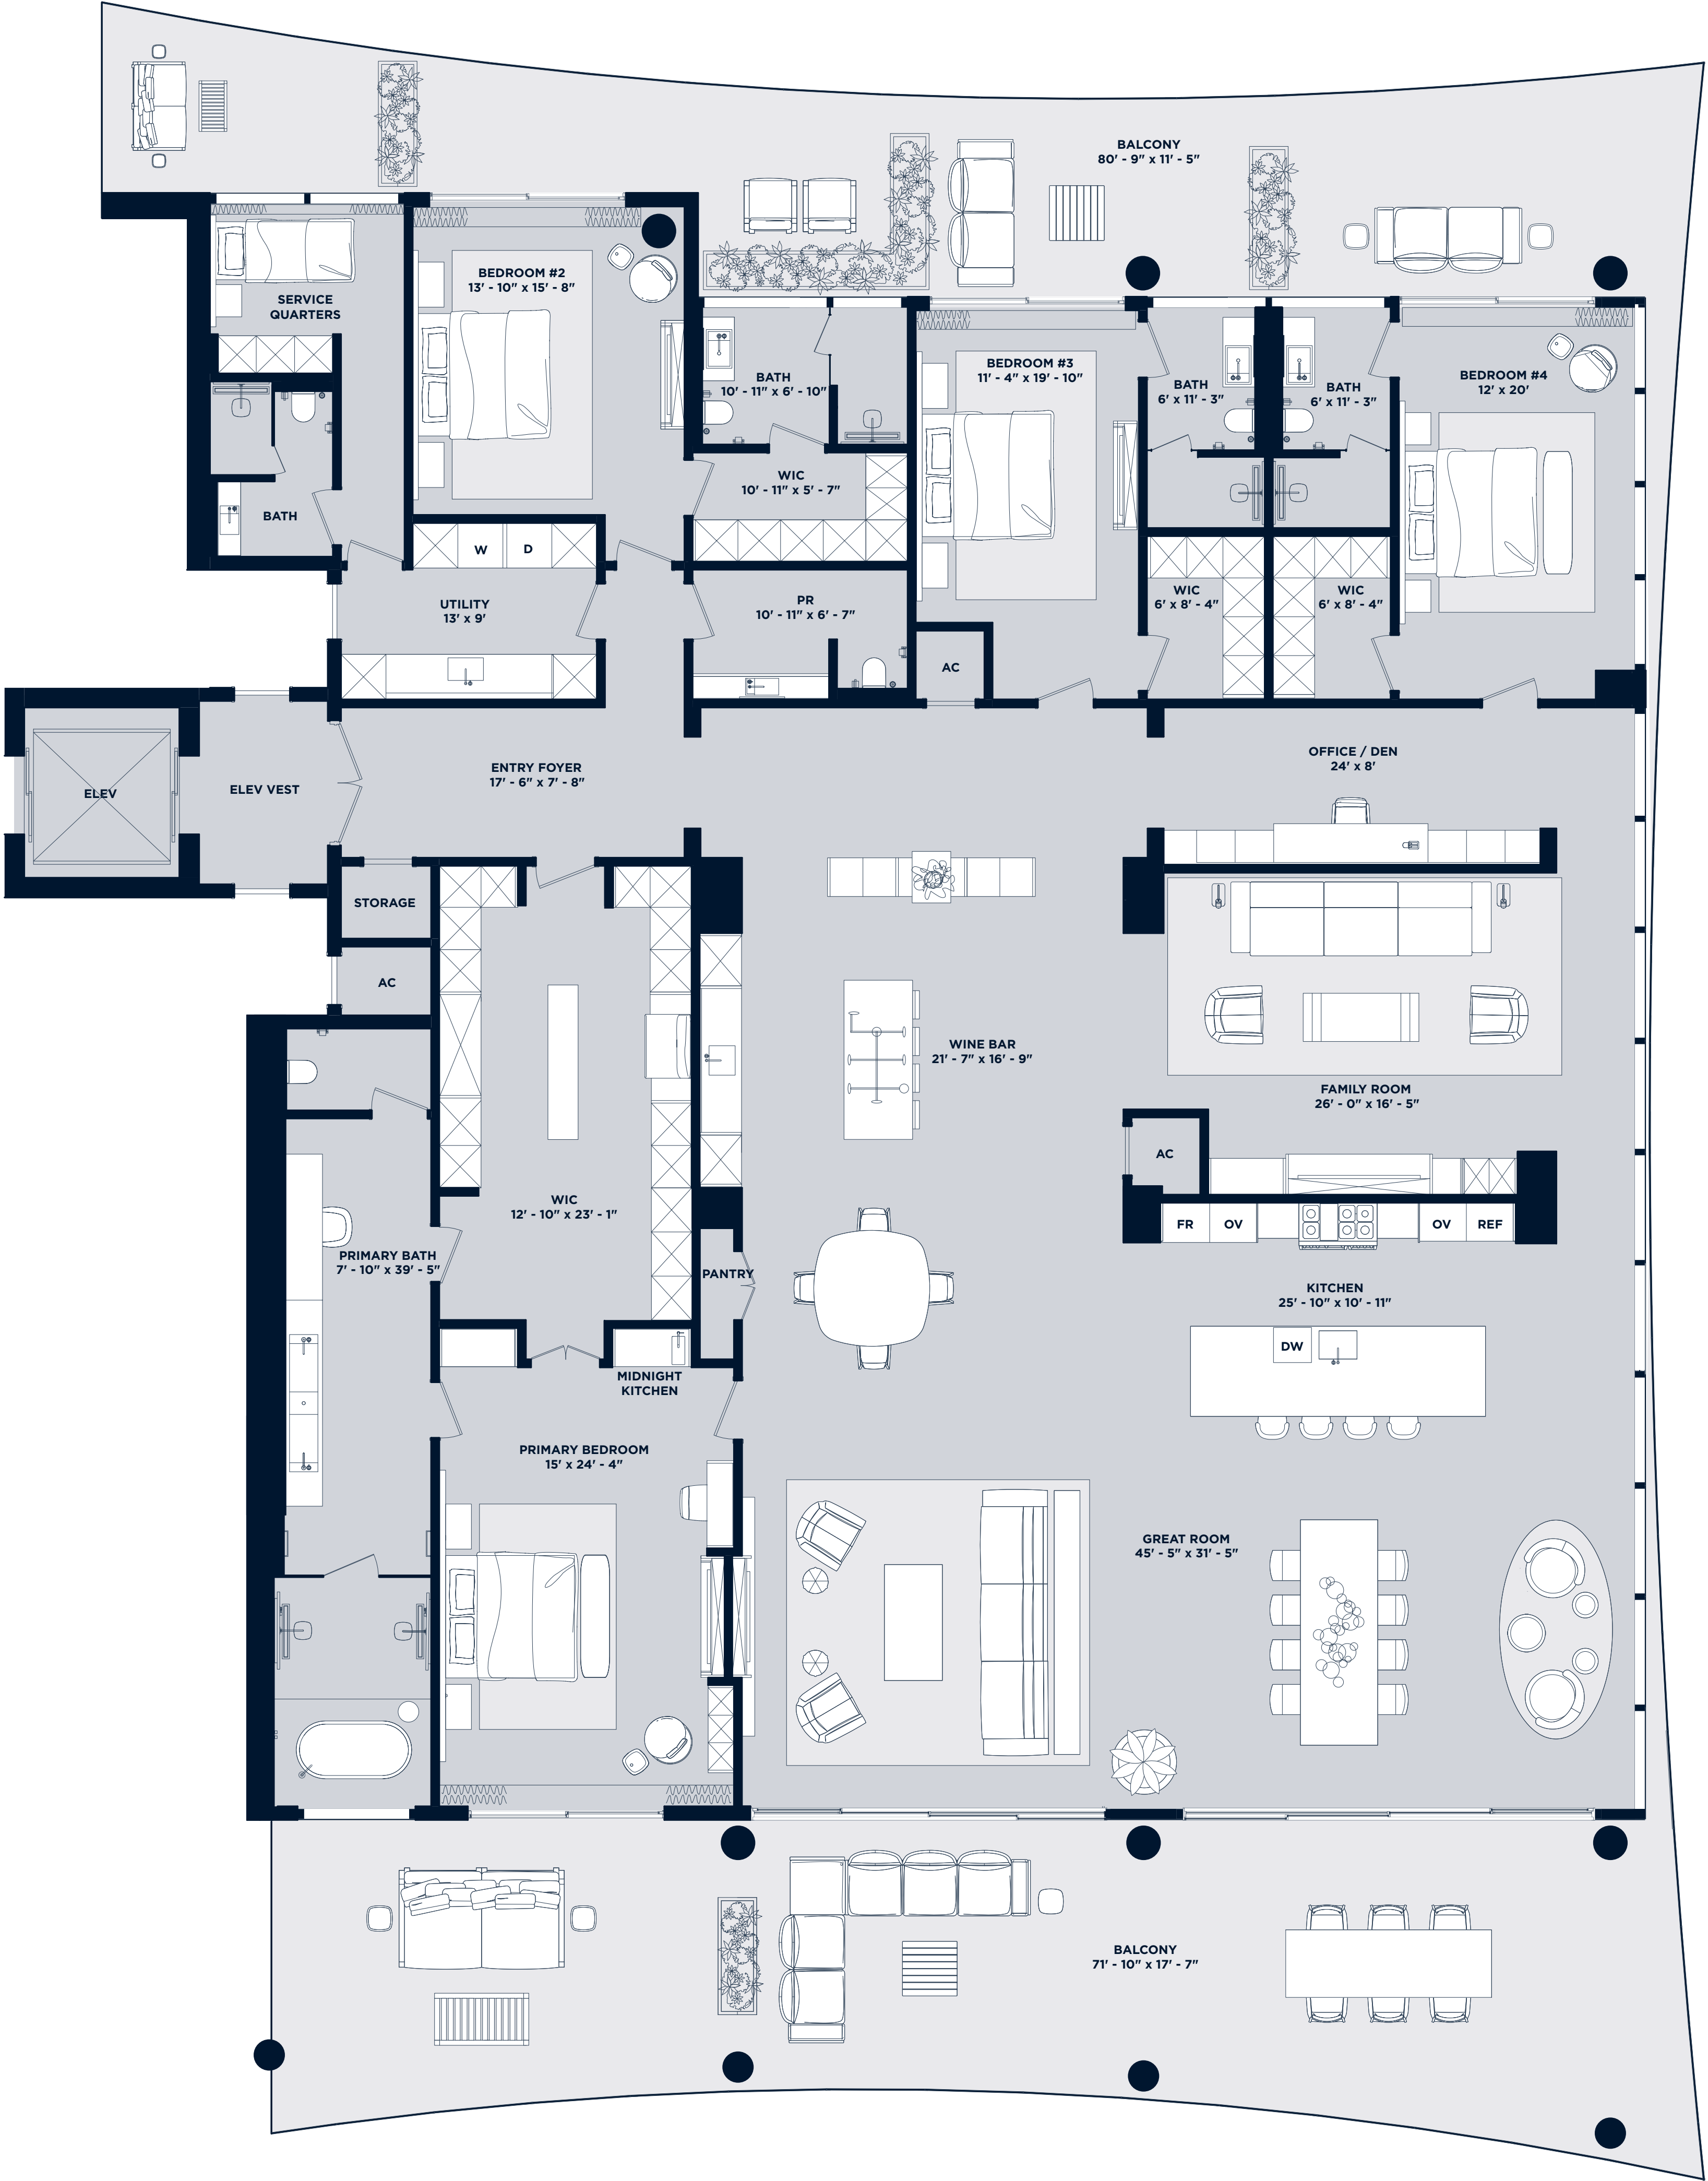 BALCONY
80' - 9" x 11' - 5"
BEDROOM #2
13' - 10" x 15' - 8"
SERVICE
QUARTERS
BATH
10' - 11" x 6' - 10"
BEDROOM #3
11' - 4" x 19' - 10"
BATH
6' x 11' - 3"
BATH
6' x 11' - 3"
BEDROOM #4
12' x 20'
WIC
10' - 11" x 5' - 7"
BATH
W
D
UTILITY
13' x 9'
PR
10' - 11" x 6' - 7"
WIC
6' x 8' - 4"
WIC
6' x 8' - 4"
AC
ELEV
ELEV VEST
ENTRY FOYER
17' - 6" x 7' - 8"
OFFICE / DEN
24' x 8'
STORAGE
AC
WINE BAR
21' - 7" x 16' - 9"
FAMILY ROOM
26' - 0" x 16' - 5"
AC
WIC
12' - 10" x 23' - 1"
FR
OV
OV
REF
PRIMARY BATH
7' - 10" x 39' - 5"
PANTRY
KITCHEN
25' - 10" x 10' - 11"
DW
MIDNIGHT
KITCHEN
PRIMARY BEDROOM
15' x 24' - 4"
GREAT ROOM
45' - 5" x 31' - 5"
BALCONY
71' - 10" x 17' - 7"